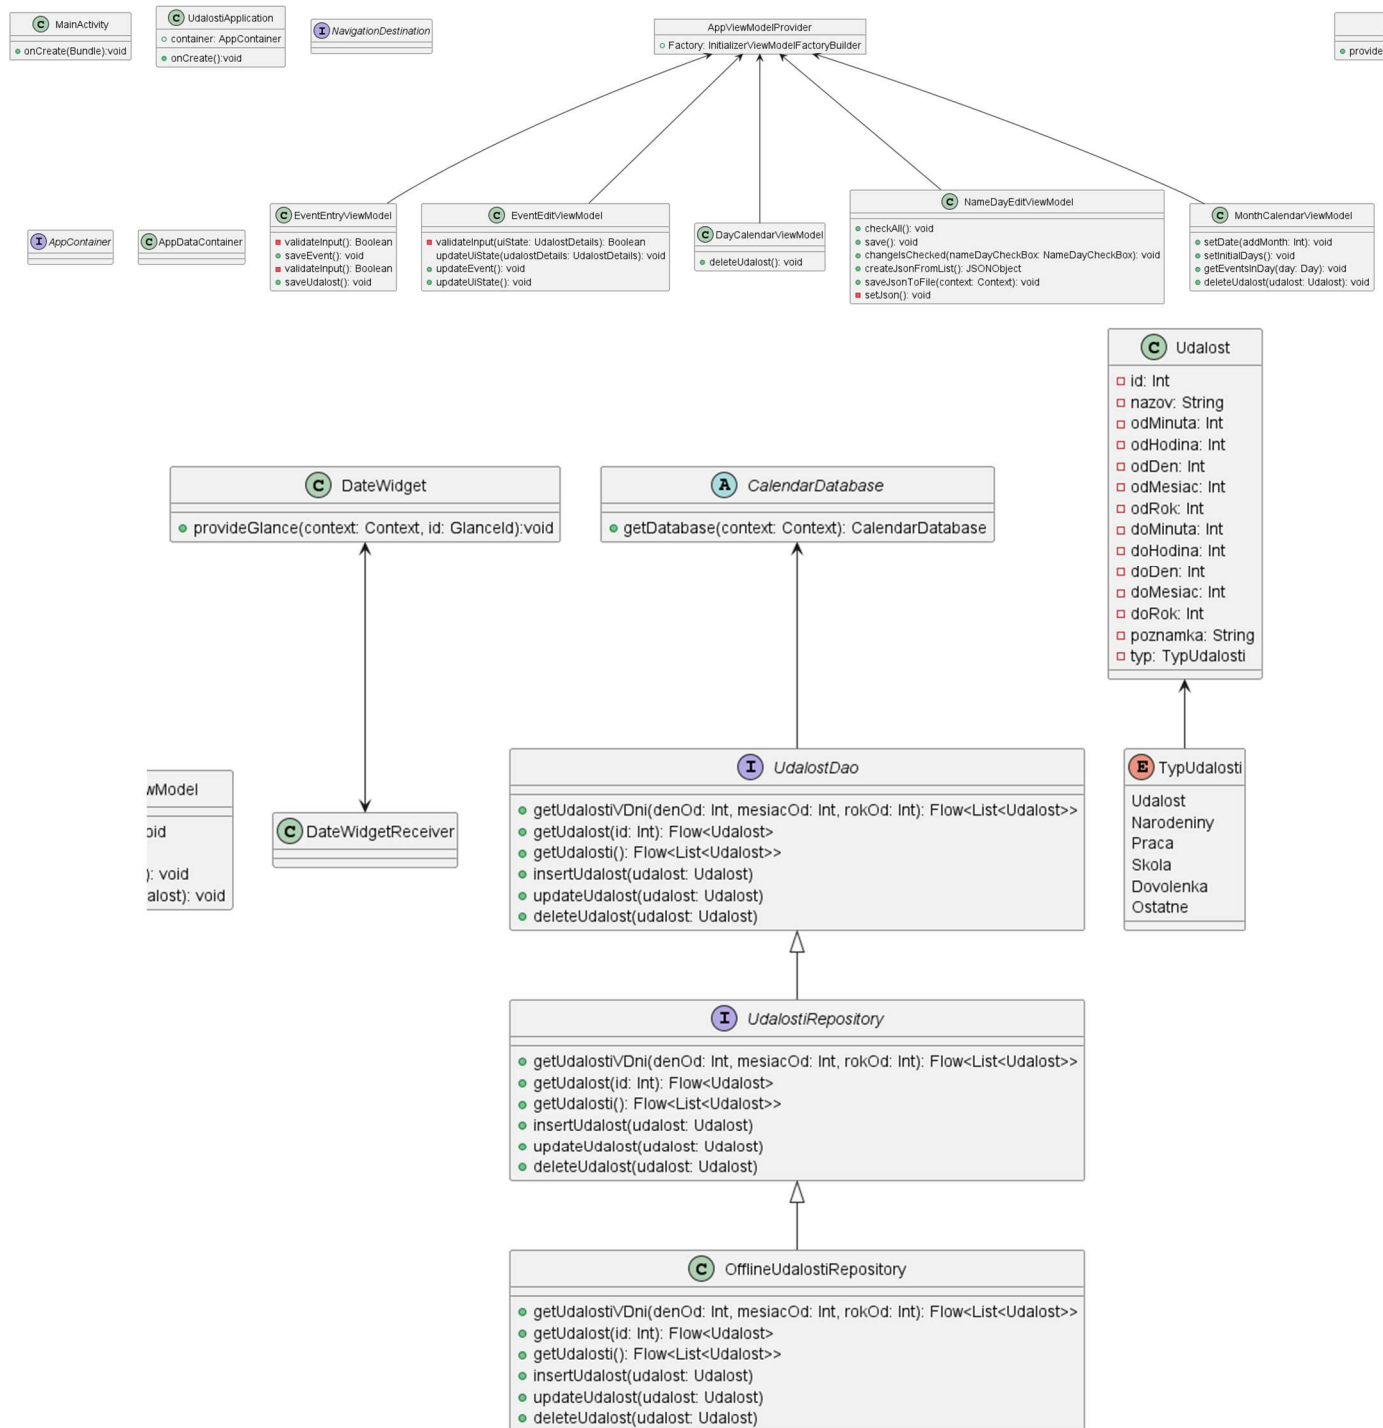 C MainActivity
onCreate(Bundle):void
C UdalostiApplication
container: AppContainer
onCreate():void
I NavigationDestination
AppViewModelProvider
Factory: InitializerViewModelFactoryBuilder
provide
I AppContainer
C AppDataContainer
C EventEntryViewModel
validateInput(): Boolean
saveEvent(): void
validateInput(): Boolean
saveUdalost(): void
C EventEditViewModel
validateInput(uiState: UdalostDetails): Boolean
updateUiState(udalostDetails: UdalostDetails): void
updateEvent(): void
updateUiState(): void
C DayCalendarViewModel
deleteUdalost(): void
C NameDayEditViewModel
checkAll(): void
save(): void
changeIsChecked(nameDayCheckBox: NameDayCheckBox): void
createJsonFromList(): JSONObject
saveJsonToFile(context: Context): void
setJson(): void
C MonthCalendarViewModel
setDate(addMonth: Int): void
setInitialDays(): void
getEventsInDay(day: Day): void
deleteUdalost(udalost: Udalost): void
C Udalost
id: Int
nazov: String
odMinuta: Int
odHodina: Int
odDen: Int
odMesiac: Int
odRok: Int
doMinuta: Int
doHodina: Int
doDen: Int
doMesiac: Int
doRok: Int
poznamka: String
typ: TypUdalosti
C DateWidget
provideGlance(context: Context, id: GlanceId):void
A CalendarDatabase
getDatabase(context: Context): CalendarDatabase
wModel
oid
): void
alost): void
C DateWidgetReceiver
I UdalostDao
getUdalostiVDni(denOd: Int, mesiacOd: Int, rokOd: Int): Flow<List<Udalost>>
getUdalost(id: Int): Flow<Udalost>
getUdalosti(): Flow<List<Udalost>>
insertUdalost(udalost: Udalost)
updateUdalost(udalost: Udalost)
deleteUdalost(udalost: Udalost)
E TypUdalosti
Udalost
Narodeniny
Praca
Skola
Dovolenka
Ostatne
I UdalostiRepository
getUdalostiVDni(denOd: Int, mesiacOd: Int, rokOd: Int): Flow<List<Udalost>>
getUdalost(id: Int): Flow<Udalost>
getUdalosti(): Flow<List<Udalost>>
insertUdalost(udalost: Udalost)
updateUdalost(udalost: Udalost)
deleteUdalost(udalost: Udalost)
C OfflineUdalostiRepository
getUdalostiVDni(denOd: Int, mesiacOd: Int, rokOd: Int): Flow<List<Udalost>>
getUdalost(id: Int): Flow<Udalost>
getUdalosti(): Flow<List<Udalost>>
insertUdalost(udalost: Udalost)
updateUdalost(udalost: Udalost)
deleteUdalost(udalost: Udalost)